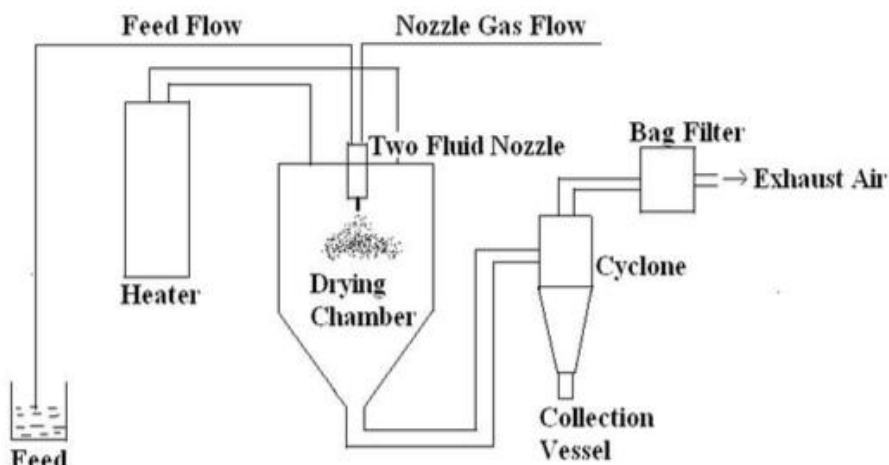 Feed Flow
Nozzle Gas Flow
Bag Filter
Two Fluid Nozzle
Exhaust Air
Cyclone
Heater
Drying
Chamber
Collection
Vessel
Feed